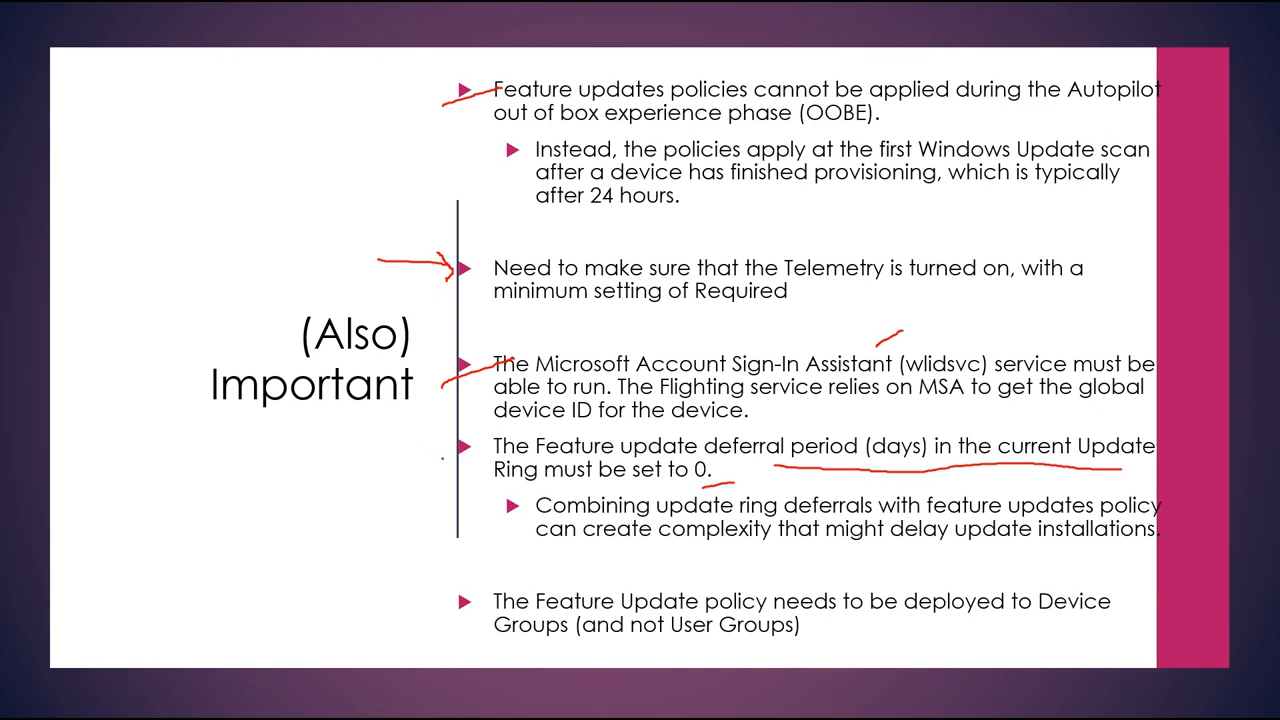 (Also)
Important
Feature updates policies cannot be applied during the Autopilot
out of box experience phase (OOBE).
Instead, the policies apply at the first Windows Update scan
after a device has finished provisioning, which is typically
after 24 hours.
Need to make sure that the Telemetry is turned on, with a
minimum setting of Required
The Microsoft Account Sign-In Assistant (wlidsvc) service must be
able to run. The Flighting service relies on MSA to get the global
device ID for the device.
The Feature update deferral period (days) in the current Update
Ring must be set to 0.
Combining update ring deferrals with feature updates policy
can create complexity that might delay update installations.
The Feature Update policy needs to be deployed to Device
Groups (and not User Groups)